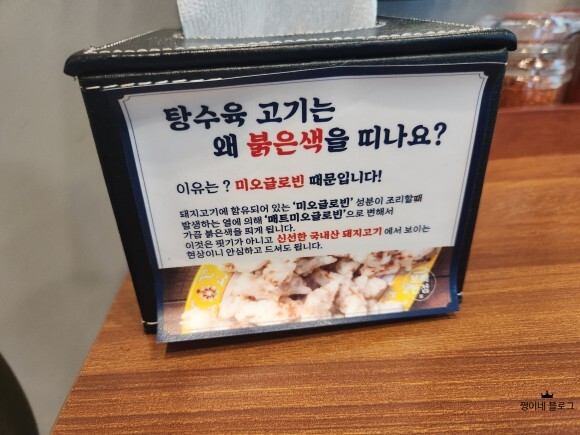 탕수육 고기는
왜 붉은색을 띠나요?
이유는 ? 미오글로빈 때문입니다!
돼지고기에 함유되어 있는 '미오글로빈' 성분이 조리할때
발생하는 열에 의해 '매트미오글로빈'으로 변해서
가끔 붉은색을 띄게 됩니다.
이것은 핏기가 아니고 신선한 국내산 돼지고기 에서 보이는
현상이니 안심하고 드셔도 됩니다.
쩡이네 블로그